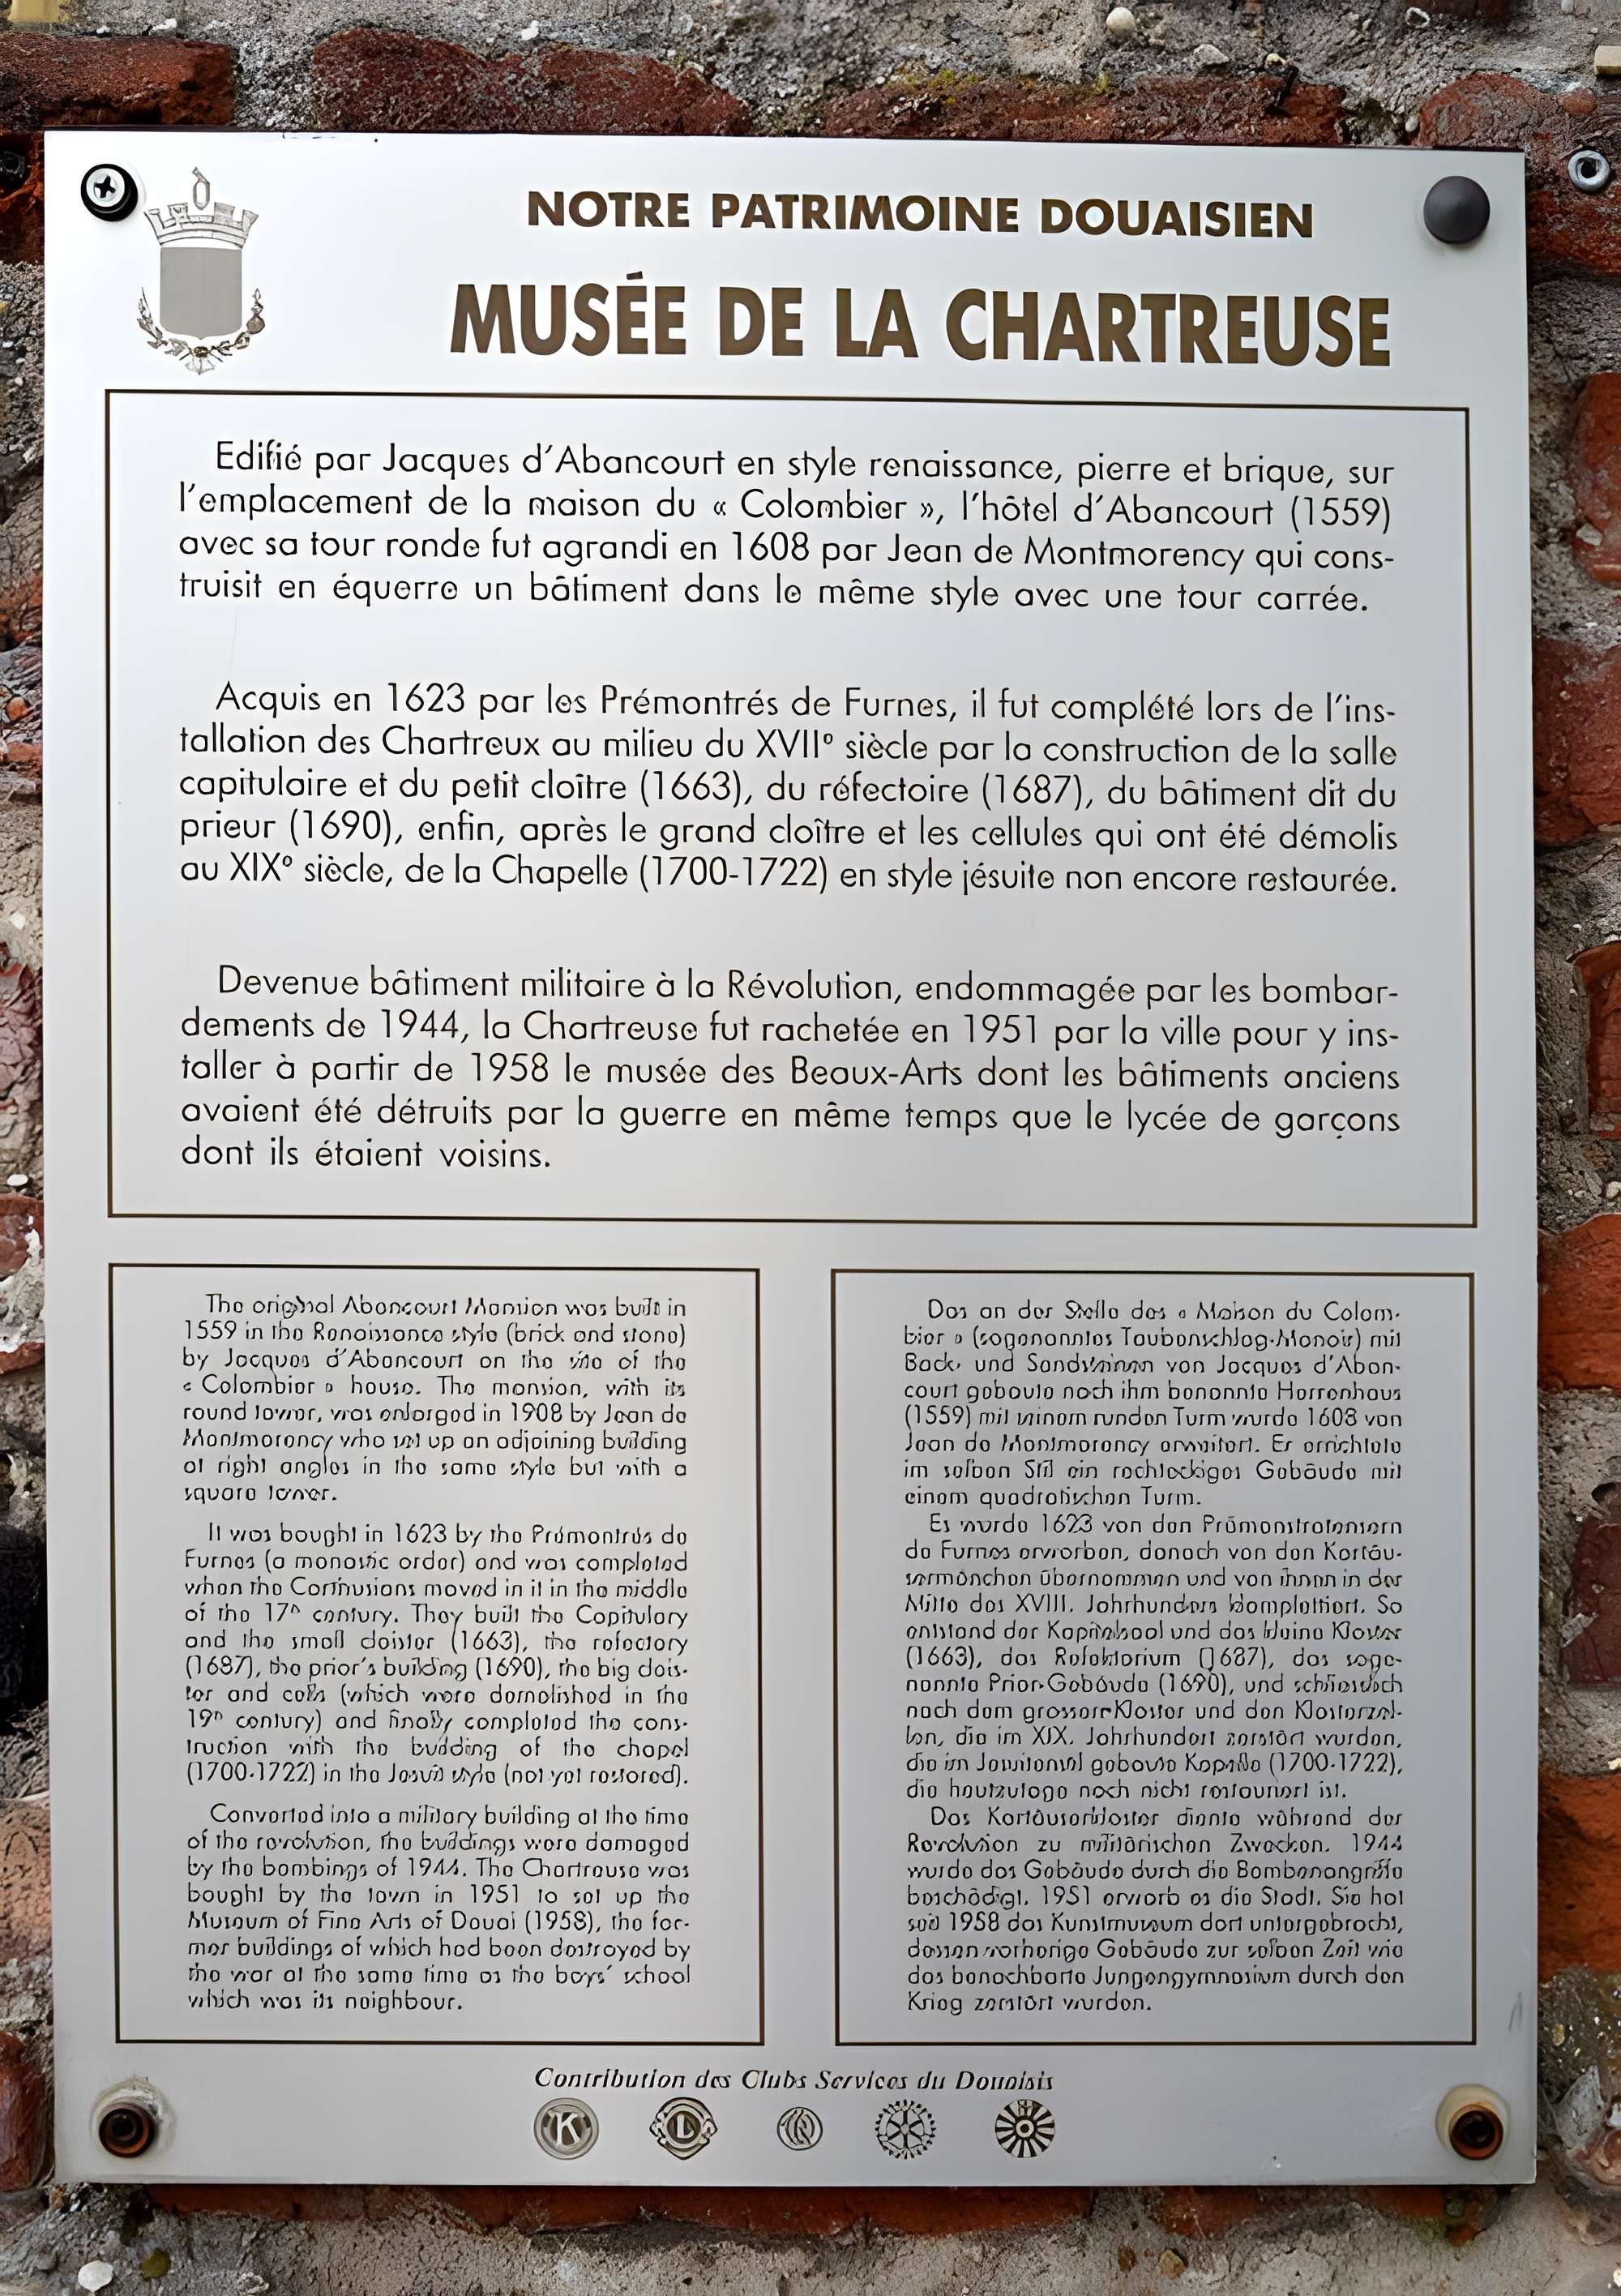 NOTRE PATRIMOINE DOUAISIEN
MUSÉE DE LA CHARTREUSE
Edifié par Jacques d'Abancourt en style renaissance, pierre et brique, sur
l'emplacement de la maison du « Colombier », l'hôtel d'Abancourt (1559)
avec sa tour ronde fut agrandi en 1608 par Jean de Montmorency qui cons-
truisit en équerre un bâtiment dans le même style avec une tour carrée.
Acquis en 1623 par les Prémontrés de Furnes, il fut complété lors de l'ins-
tallation des Chartreux au milieu du XVIIe siècle par la construction de la salle
capitulaire et du petit cloître (1663), du réfectoire (1687), du bâtiment dit du
prieur (1690), enfin, après le grand cloître et les cellules qui ont été démolis
au XIXe siècle, de la Chapelle (1700-1722) en style jésuite non encore restaurée.
Devenue bâtiment militaire à la Révolution, endommagée par les bombar-
dements de 1944, la Chartreuse fut rachetée en 1951 par la ville pour y ins-
taller à partir de 1958 le musée des Beaux-Arts dont les bâtiments anciens
avaient été détruits par la guerre en même temps que le lycée de garçons
dont ils étaient voisins.
The original Abancourt Mansion was built in
1559 in the Renaissance style (brick and stone)
by Jacques d'Abancourt on the site of the
« Colombier » house. The mansion, with its
round tower, was enlarged in 1908 by Jean de
Montmorency who set up an adjoining building
at right angles in the same style but with a
square tower.
It was bought in 1623 by the Prémontrés de
Furnes (a monastic order) and was completed
when the Carthusians moved in it in the middle
of the 17th century. They built the Capitulary
and the small cloister (1663), the refectory
(1687), the prior's building (1690), the big clois-
ter and cells (which were demolished in the
19th century) and finally completed the cons-
truction with the building of the chapel
(1700-1722) in the Jesuit style (not yet restored).
Converted into a military building at the time
of the revolution, the buildings were damaged
by the bombings of 1944. The Chartreuse was
bought by the town in 1951 to set up the
Museum of Fine Arts of Douai (1958), the for-
mer buildings of which had been destroyed by
the war at the same time as the boys' school
which was its neighbour.
Das an der Stelle des « Maison du Colom-
bier » (sogenanntes Taubenschlag-Manoir) mit
Back- und Sandsteinen von Jacques d'Aban-
court gebaute nach ihm benannte Herrenhaus
(1559) mit seinem runden Turm wurde 1608 von
Jean de Montmorency erweitert. Er errichtete
im selben Stil ein rechteckiges Gebäude mit
einem quadratischen Turm.
Es wurde 1623 von den Prämonstratensern
de Furnes erworben, danach von den Kartäu-
sermönchen übernommen und von ihnen in der
Mitte des XVIII. Jahrhunders komplettiert. So
entstand der Kapitelsaal und das kleine Kloster
(1663), das Refektorium (1687), das soge-
nannte Prior-Gebäude (1690), und schliesslich
nach dem grossen Kloster und den Klosterzel-
len, die im XIX. Jahrhundert zerstört wurden,
die im Jesuitenstil gebaute Kapelle (1700-1722),
die heutzutage noch nicht restauriert ist.
Das Kartäuserkloster diente während der
Revolution zu militärischen Zwecken. 1944
wurde das Gebäude durch die Bombenangriffe
beschädigt. 1951 erwarb es die Stadt. Sie hat
seit 1958 das Kunstmuseum dort untergebracht,
dessen vorherige Gebäude zur selben Zeit wie
das benachbarte Jungengymnasium durch den
Krieg zerstört wurden.
Contribution des Clubs Services du Douaisis
K
L